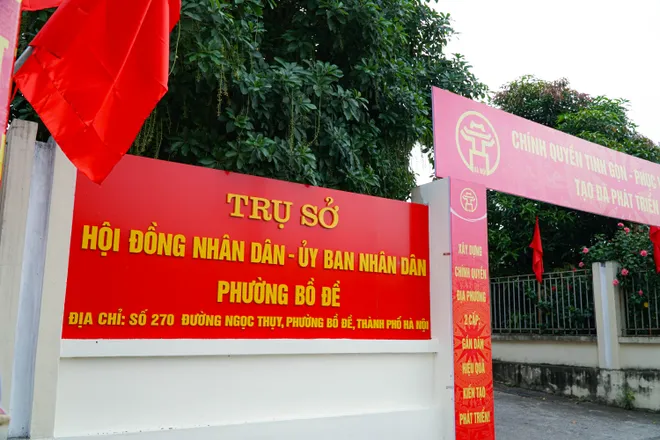 TRỤ SỞ
HỘI ĐỒNG NHÂN DÂN - ỦY BAN NHÂN DÂN
PHƯỜNG BỒ ĐỀ
ĐỊA CHỈ: SỐ 270 ĐƯỜNG NGỌC THỤY, PHƯỜNG BỒ ĐỀ, THÀNH PHỐ HÀ NỘI
CHÍNH QUYỀN TINH GỌN - PHỤC
TẠO ĐÀ PHÁT TRIỂN
XÂY DỰNG
CHÍNH QUYỀN
ĐỊA PHƯƠNG
2 CẤP:
GẦN DÂN
HIỆU QUẢ
KIẾN TẠO
PHÁT TRIỂN!